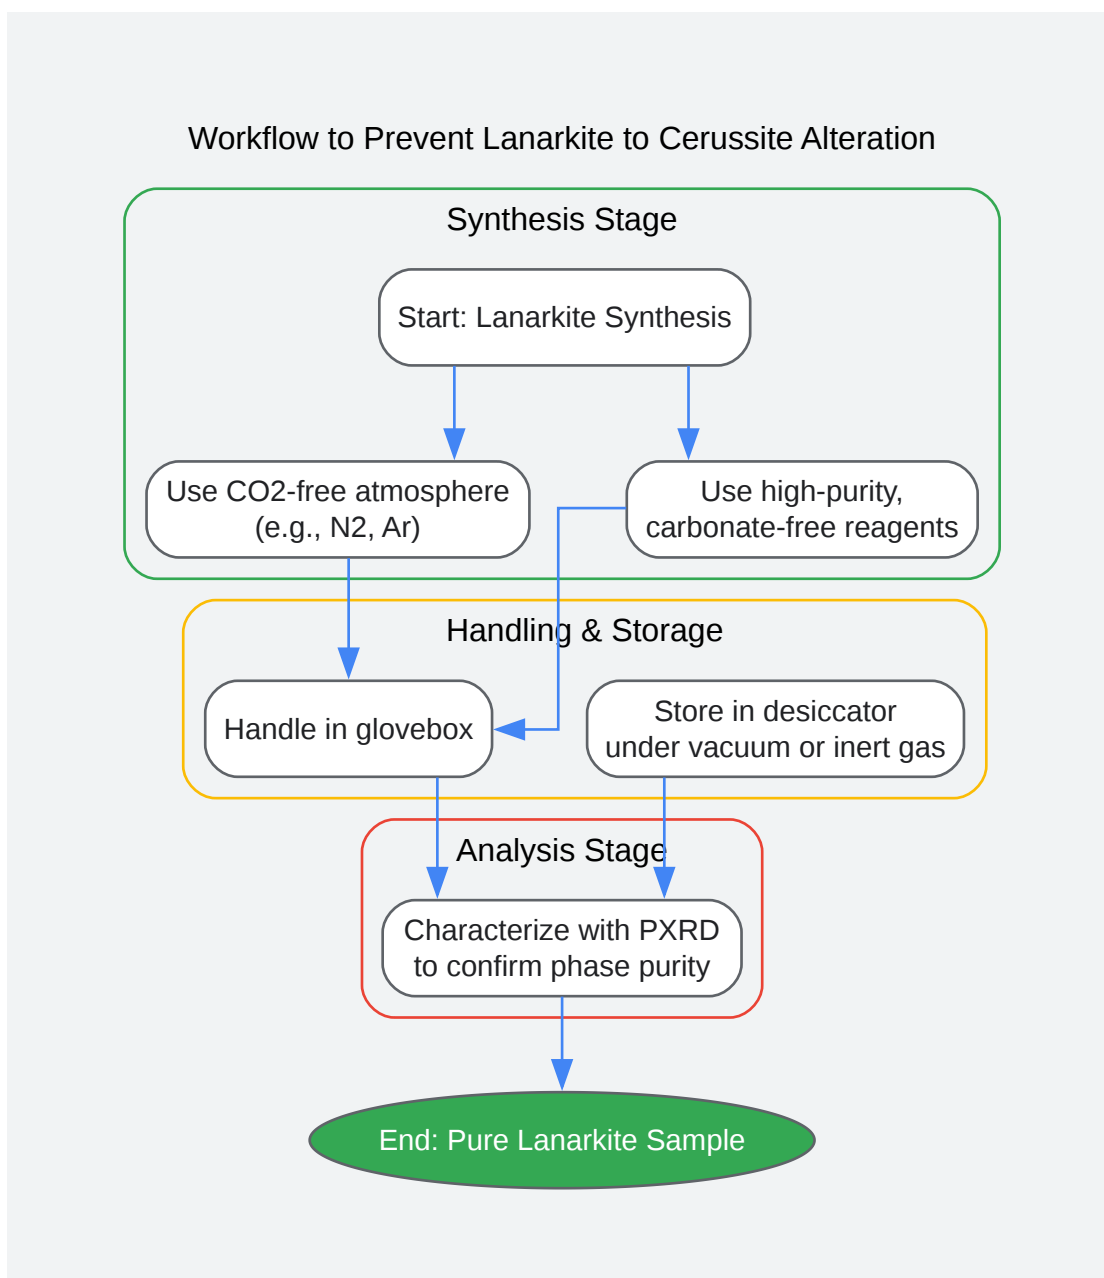 Workflow to Prevent Lanarkite to Cerussite Alteration
Synthesis Stage
Start: Lanarkite Synthesis
Use CO2-free atmosphere
(e.g., N2, Ar)
Use high-purity,
carbonate-free reagents
Handling & Storage
Handle in glovebox
Store in desiccator
under vacuum or inert gas
Analysis Stage
Characterize with PXRD
to confirm phase purity
End: Pure Lanarkite Sample